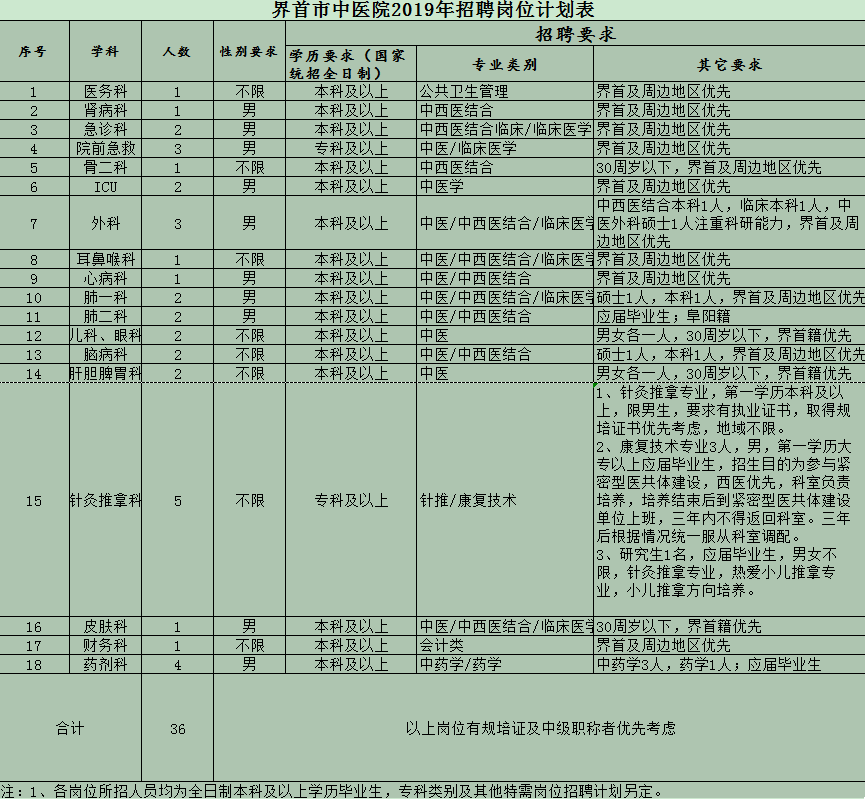 界首市中医院2019年招聘岗位计划表
序号 学科 人数 性别要求 招聘要求
学历要求（国家统招全日制） 专业类别 其它要求
1 医务科 1 不限 本科及以上 公共卫生管理 界首及周边地区优先
2 肾病科 1 男 本科及以上 中西医结合 界首及周边地区优先
3 急诊科 2 男 本科及以上 中西医结合临床/临床医学 界首及周边地区优先
4 院前急救 3 男 专科及以上 中医/临床医学 界首及周边地区优先
5 骨二科 1 不限 本科及以上 中西医结合 30周岁以下，界首及周边地区优先
6 ICU 2 男 本科及以上 中医学 界首及周边地区优先
7 外科 3 男 本科及以上 中医/中西医结合/临床医学 中西医结合本科1人，临床本科1人，中
医外科硕士1人注重科研能力，界首及周
边地区优先
8 耳鼻喉科 1 不限 本科及以上 中医/中西医结合/临床医学 界首及周边地区优先
9 心病科 1 男 本科及以上 中医/中西医结合 界首及周边地区优先
10 肺一科 2 男 本科及以上 中医/中西医结合/临床医学 硕士1人，本科1人，界首及周边地区优先
11 肺二科 2 男 本科及以上 中医/中西医结合 应届毕业生；阜阳籍
12 儿科、眼科 2 不限 本科及以上 中医 男女各一人，30周岁以下，界首籍优先
13 脑病科 2 不限 本科及以上 中医/中西医结合 硕士1人，本科1人，界首及周边地区优先
14 肝胆脾胃科 2 不限 本科及以上 中医 男女各一人，30周岁以下，界首籍优先
15 针灸推拿科 5 不限 专科及以上 针推/康复技术 1、针灸推拿专业，第一学历本科及以
上，限男生，要求有执业证书，取得规
培证书优先考虑，地域不限。
2、康复技术专业3人，男，第一学历大
专以上应届毕业生，招生目的为参与紧
密型医共体建设，西医优先，科室负责
培养，培养结束后到紧密型医共体建设
单位上班，三年内不得返回科室。三年
后根据情况统一服从科室调配。
3、研究生1名，应届毕业生，男女不
限，针灸推拿专业，热爱小儿推拿专
业，小儿推拿方向培养。
16 皮肤科 1 男 本科及以上 中医/中西医结合/临床医学 30周岁以下，界首籍优先
17 财务科 1 不限 本科及以上 会计类 界首及周边地区优先
18 药剂科 4 男 本科及以上 中药学/药学 中药学3人，药学1人；应届毕业生
合计 36 以上岗位有规培证及中级职称者优先考虑
注：1、各岗位所招人员均为全日制本科及以上学历毕业生，专科类别及其他特需岗位招聘计划另定。